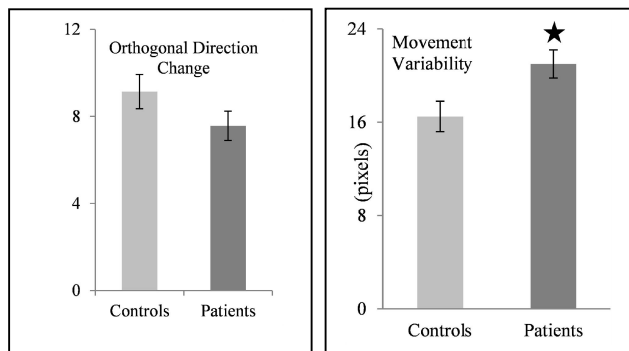 12
Orthogonal Direction
Change
8
4
0
Controls
Patients
24
Movement
Variability
16
(pixels)
8
0
Controls
Patients